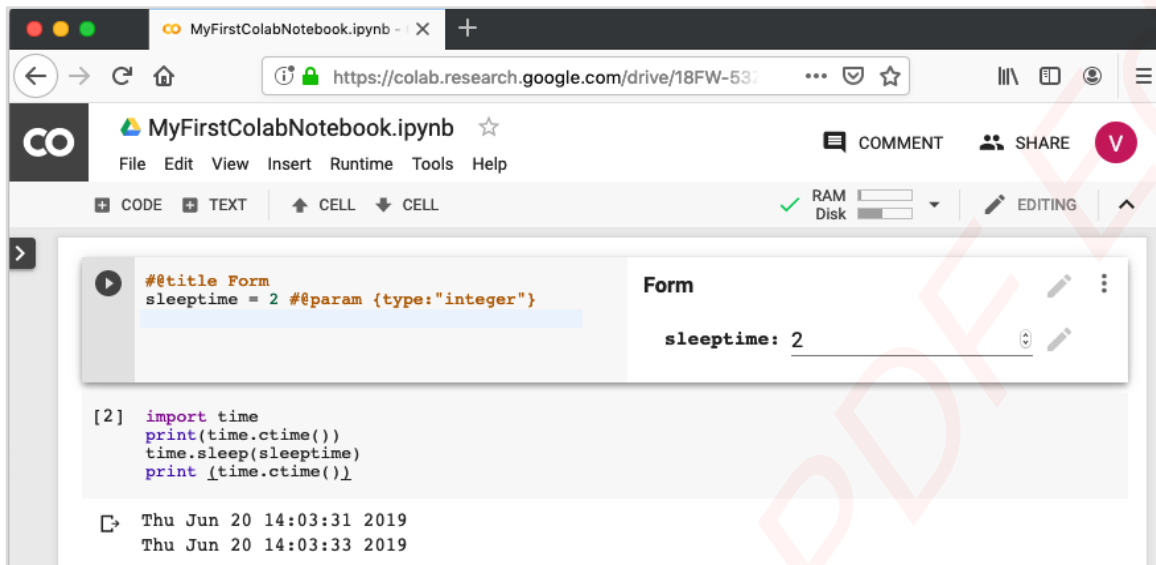 CO MyFirstColabNotebook.ipynb -
https://colab.research.google.com/drive/18FW-53
CO
MyFirstColabNotebook.ipynb
COMMENT SHARE V
File Edit View Insert Runtime Tools Help
CODE TEXT CELL CELL
RAM
Disk
EDITING
#@title Form
sleeptime = 2 #@param {type:"integer"}
Form
sleeptime: 2
[2] import time
print(time.ctime())
time.sleep(sleeptime)
print (time.ctime())
Thu Jun 20 14:03:31 2019
Thu Jun 20 14:03:33 2019
PDF